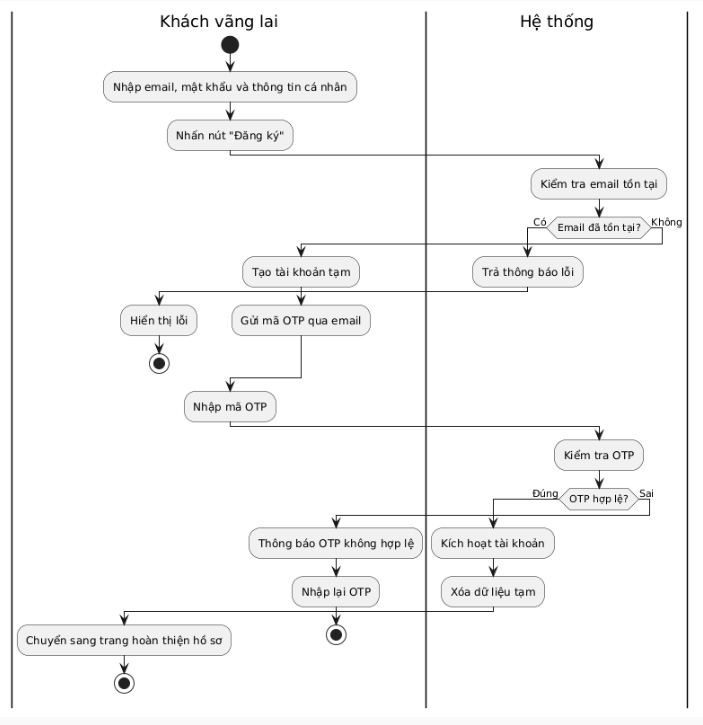 Khách vãng lai
Hệ thống
Nhập email, mật khẩu và thông tin cá nhân
Nhấn nút "Đăng ký"
Kiểm tra email tồn tại
Có
Email đã tồn tại?
Không
Tạo tài khoản tạm
Trả thông báo lỗi
Hiển thị lỗi
Gửi mã OTP qua email
Nhập mã OTP
Kiểm tra OTP
Đúng
OTP hợp lệ?
Sai
Thông báo OTP không hợp lệ
Kích hoạt tài khoản
Nhập lại OTP
Xóa dữ liệu tạm
Chuyển sang trang hoàn thiện hồ sơ